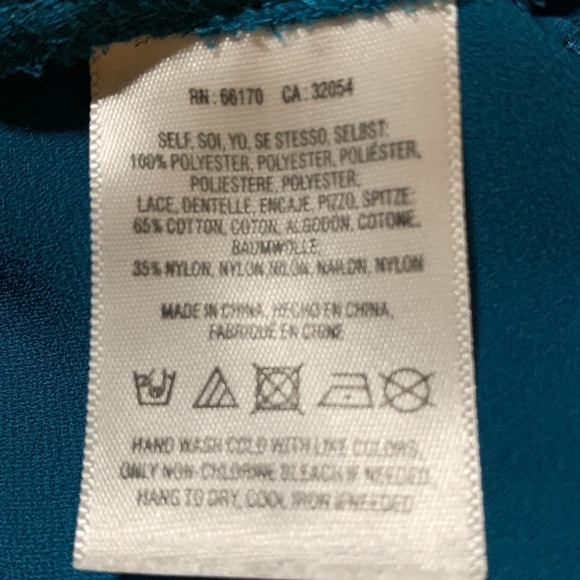 RN: 66170 CA: 32054
SELF, SOI, YO, SE STESSO, SELBST:
100% POLYESTER, POLYESTER, POLIÉSTER,
POLIESTERE, POLYESTER,
LACE, DENTELLE, ENCAJE, PIZZO, SPITZE:
65% COTTON, COTON, ALGODON, COTONE,
BAUMWOLLE,
35% NYLON, NYLON, NILON, NAILON, NYLON
MADE IN CHINA, HECHO EN CHINA,
FABRIQUE EN CHINE
HAND WASH COLD WITH LIKE COLORS,
ONLY NON-CHLORINE BLEACH IF NEEDED,
HANG TO DRY, COOL IRON IF NEEDED